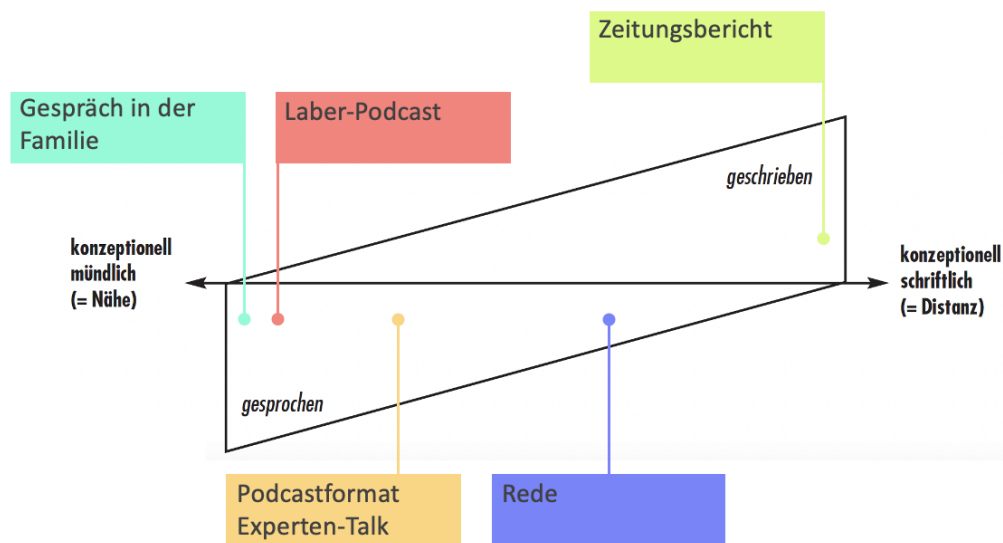 Zeitungsbericht
Gespräch in der
Familie
Laber-Podcast
geschrieben
konzeptionell
mündlich
(= Nähe)
konzeptionell
schriftlich
(= Distanz)
gesprochen
Podcastformat
Experten-Talk
Rede